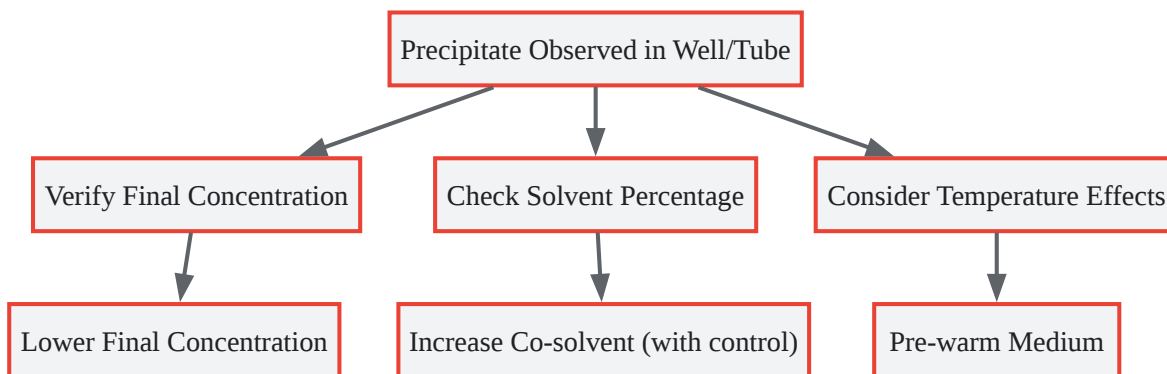 Precipitate Observed in Well/Tube
Verify Final Concentration
Check Solvent Percentage
Consider Temperature Effects
Lower Final Concentration
Increase Co-solvent (with control)
Pre-warm Medium